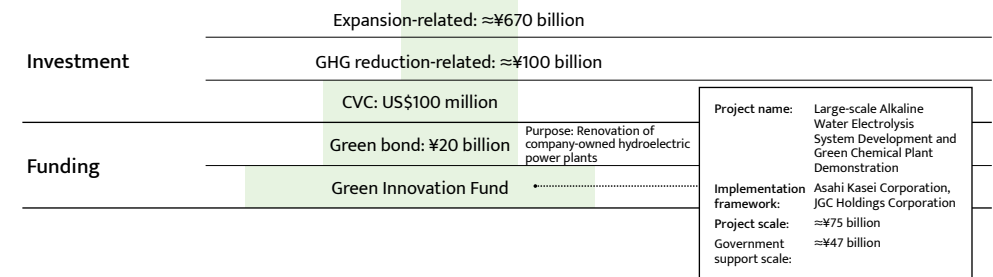 Expansion-related: ≈¥670 billion
Investment
GHG reduction-related: ≈¥100 billion
CVC: US$100 million
Funding
Green bond: ¥20 billion
Purpose: Renovation of
company-owned hydroelectric
power plants
Green Innovation Fund
Project name: Large-scale Alkaline
Water Electrolysis
System Development and
Green Chemical Plant
Demonstration
Implementation Asahi Kasei Corporation,
framework: JGC Holdings Corporation
Project scale: ≈¥75 billion
Government ≈¥47 billion
support scale: